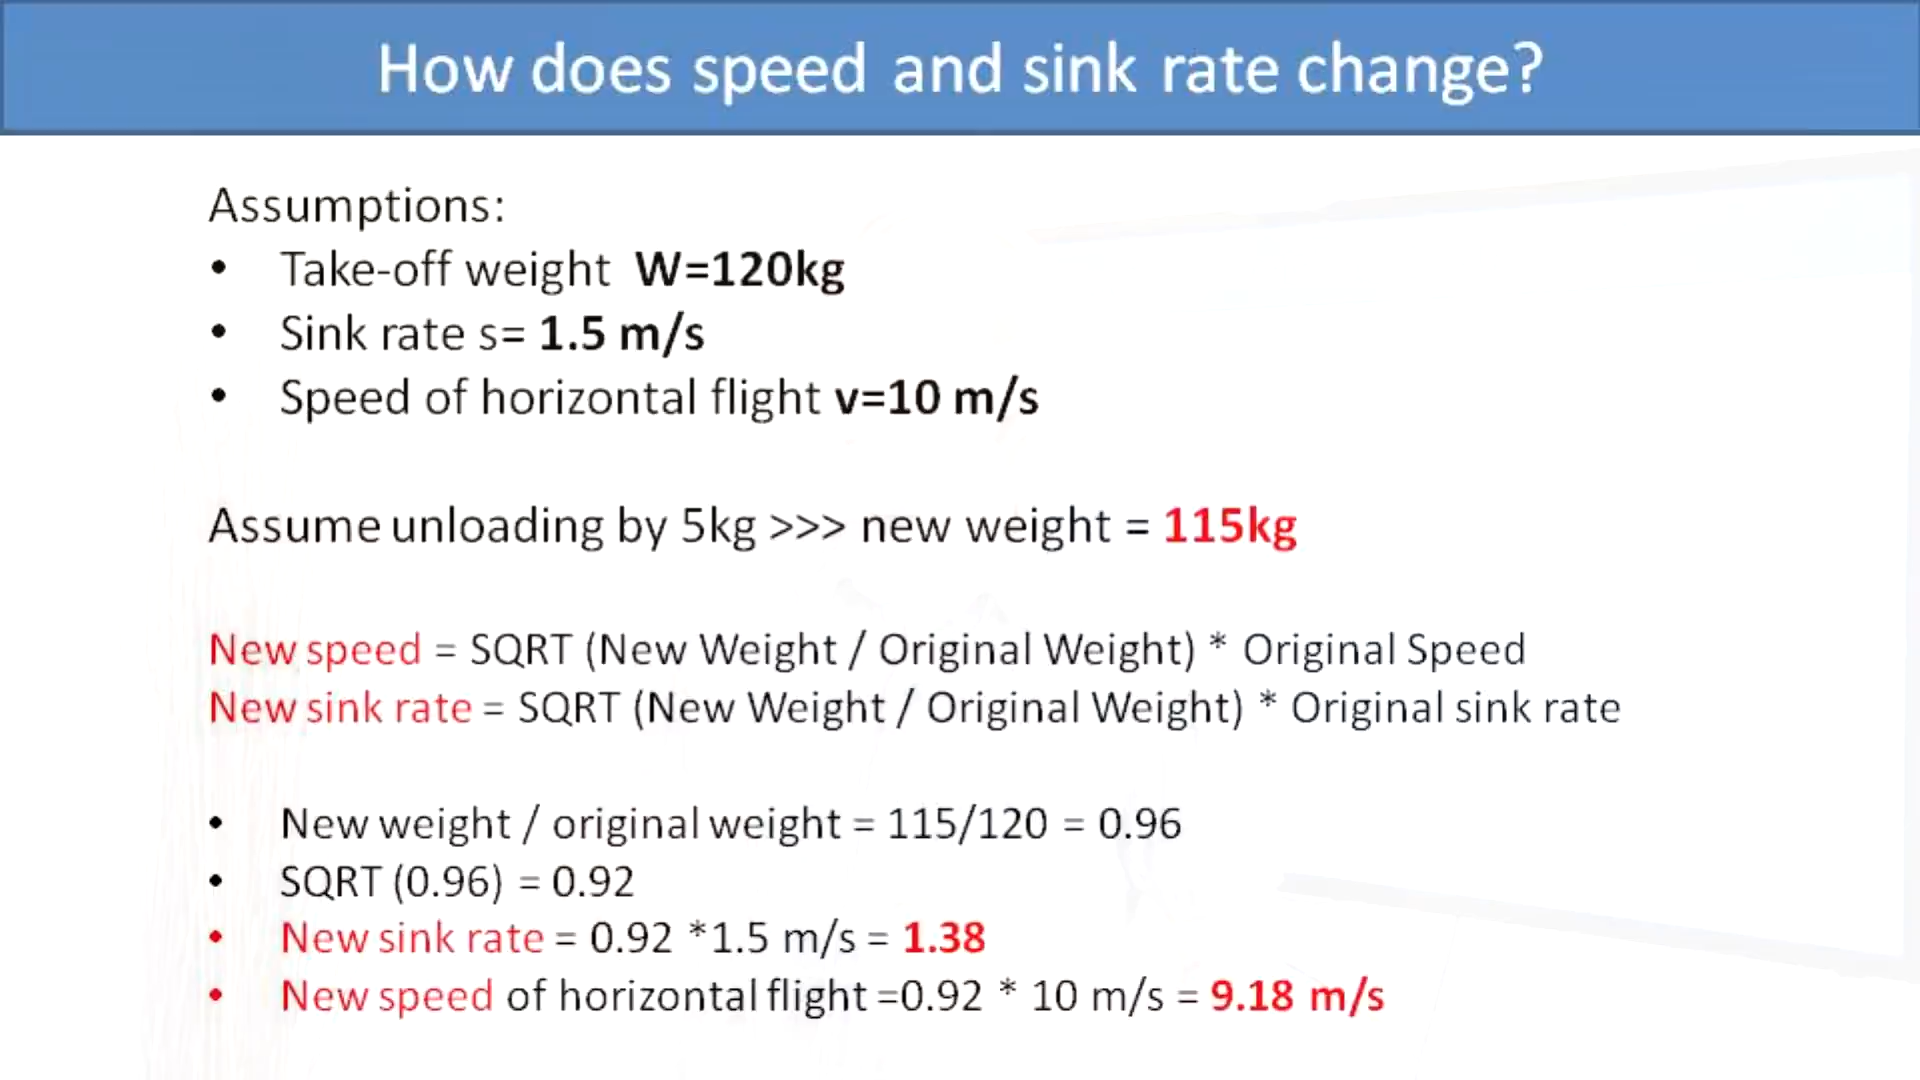 How does speed and sink rate change?
Assumptions:
• Take-off weight W=120kg
• Sink rate s= 1.5 m/s
• Speed of horizontal flight v=10 m/s
Assume unloading by 5kg >>> new weight = 115kg
New speed = SQRT (New Weight / Original Weight) * Original Speed
New sink rate = SQRT (New Weight / Original Weight) * Original sink rate
• New weight / original weight = 115/120 = 0.96
• SQRT (0.96) = 0.92
• New sink rate = 0.92 *1.5 m/s = 1.38
• New speed of horizontal flight =0.92 * 10 m/s = 9.18 m/s